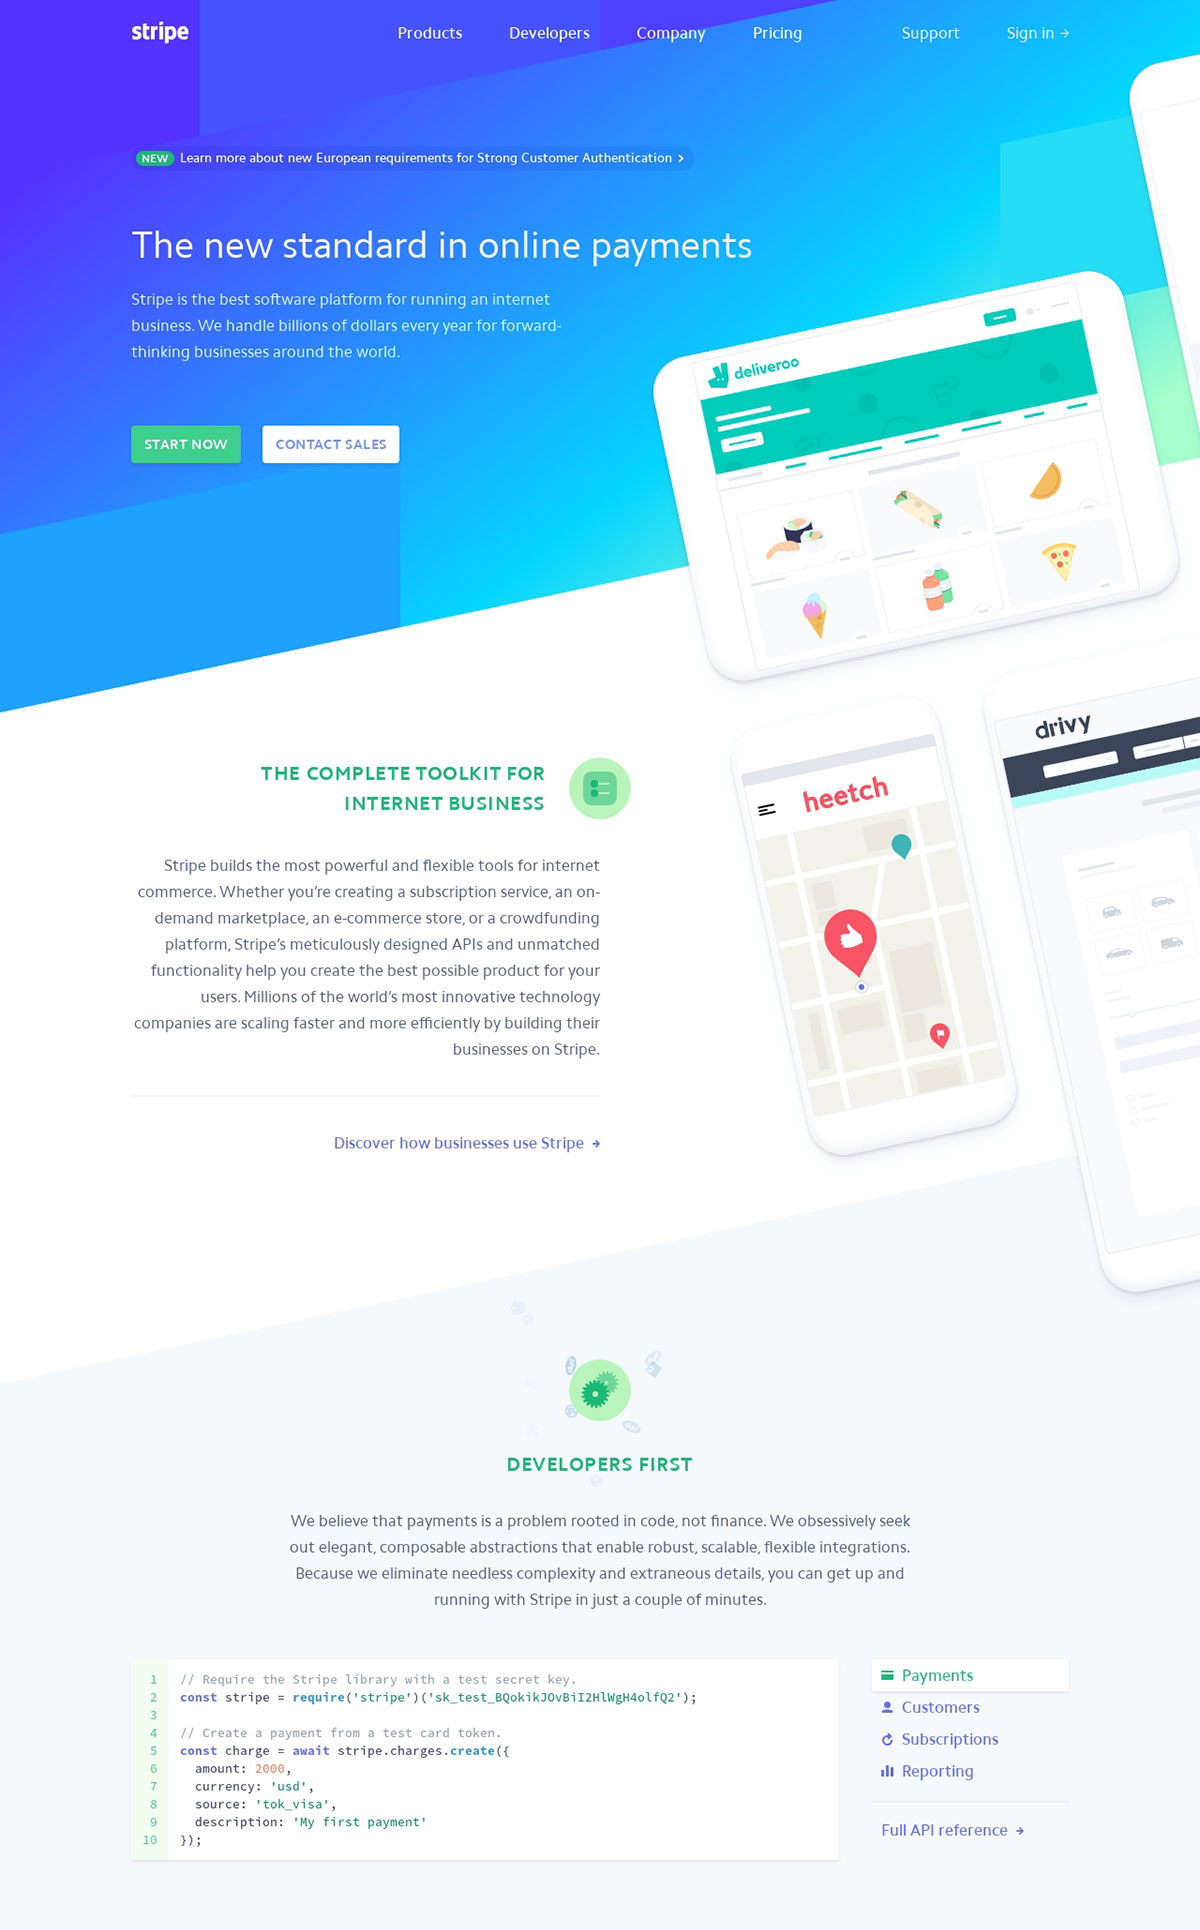 stripe
Products Developers Company Pricing Support Sign in →
NEW Learn more about new European requirements for Strong Customer Authentication
The new standard in online payments
Stripe is the best software platform for running an internet
business. We handle billions of dollars every year for forward-
thinking businesses around the world.
START NOW CONTACT SALES
deliveroo
drivy
heetch
THE COMPLETE TOOLKIT FOR
INTERNET BUSINESS
Stripe builds the most powerful and flexible tools for internet
commerce. Whether you’re creating a subscription service, an on-
demand marketplace, an e-commerce store, or a crowdfunding
platform, Stripe’s meticulously designed APIs and unmatched
functionality help you create the best possible product for your
users. Millions of the world’s most innovative technology
companies are scaling faster and more efficiently by building their
businesses on Stripe.
Discover how businesses use Stripe →
DEVELOPERS FIRST
We believe that payments is a problem rooted in code, not finance. We obsessively seek
out elegant, composable abstractions that enable robust, scalable, flexible integrations.
Because we eliminate needless complexity and extraneous details, you can get up and
running with Stripe in just a couple of minutes.
1 // Require the Stripe library with a test secret key.
2 const stripe = require('stripe')('sk_test_BQokikJOvBiI2HlWgH4olfQ2');
3
4 // Create a payment from a test card token.
5 const charge = await stripe.charges.create({
6 amount: 2000,
7 currency: 'usd',
8 source: 'tok_visa',
9 description: 'My first payment'
10 });
Payments
Customers
Subscriptions
Reporting
Full API reference →